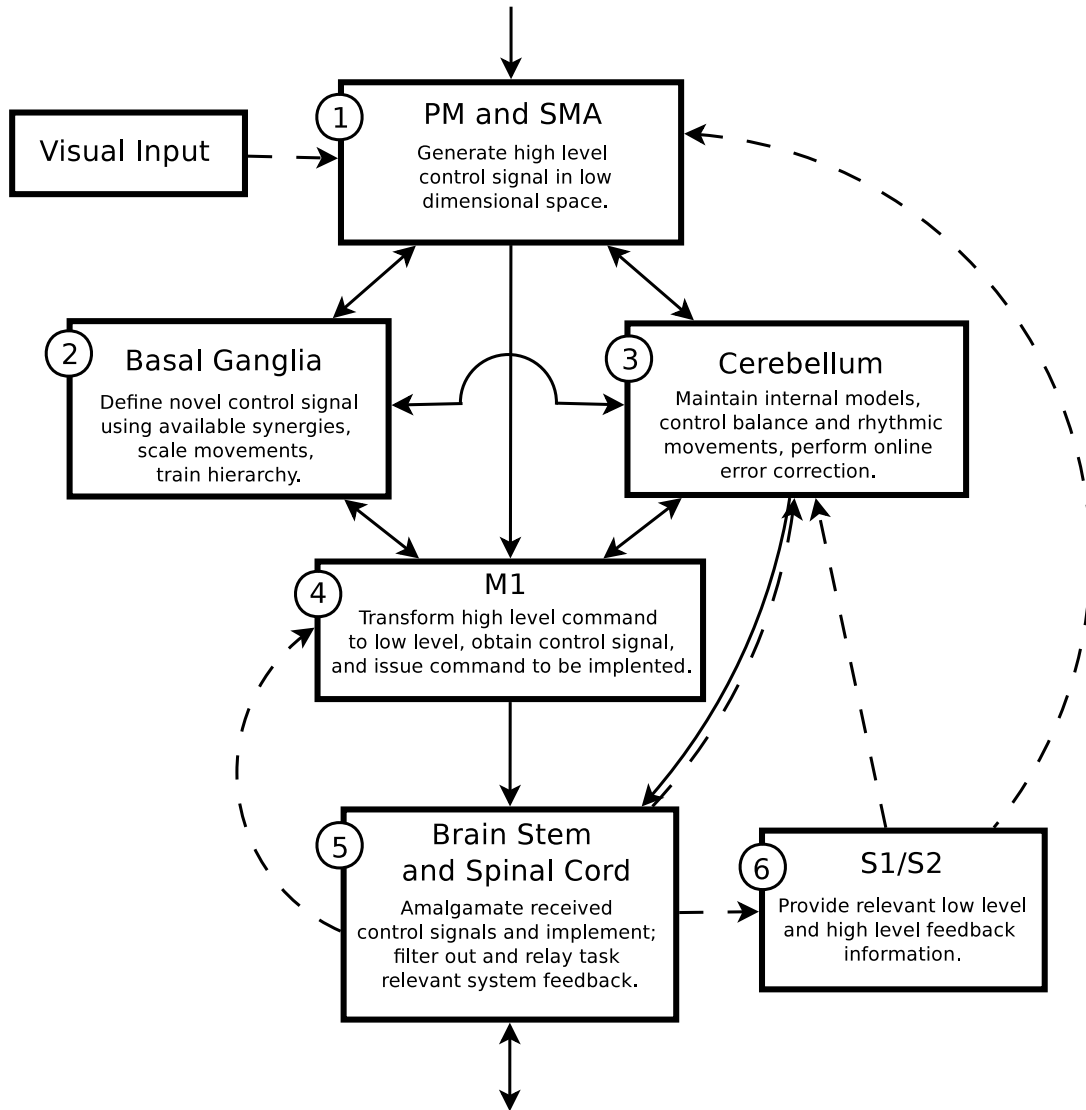 1
PM and SMA
Generate high level
control signal in low
dimensional space.
Visual Input
2
Basal Ganglia
Define novel control signal
using available synergies,
scale movements,
train hierarchy.
3
Cerebellum
Maintain internal models,
control balance and rhythmic
movements, perform online
error correction.
4
M1
Transform high level command
to low level, obtain control signal,
and issue command to be implented.
5
Brain Stem
and Spinal Cord
Amalgamate received
control signals and implement;
filter out and relay task
relevant system feedback.
6
S1/S2
Provide relevant low level
and high level feedback
information.